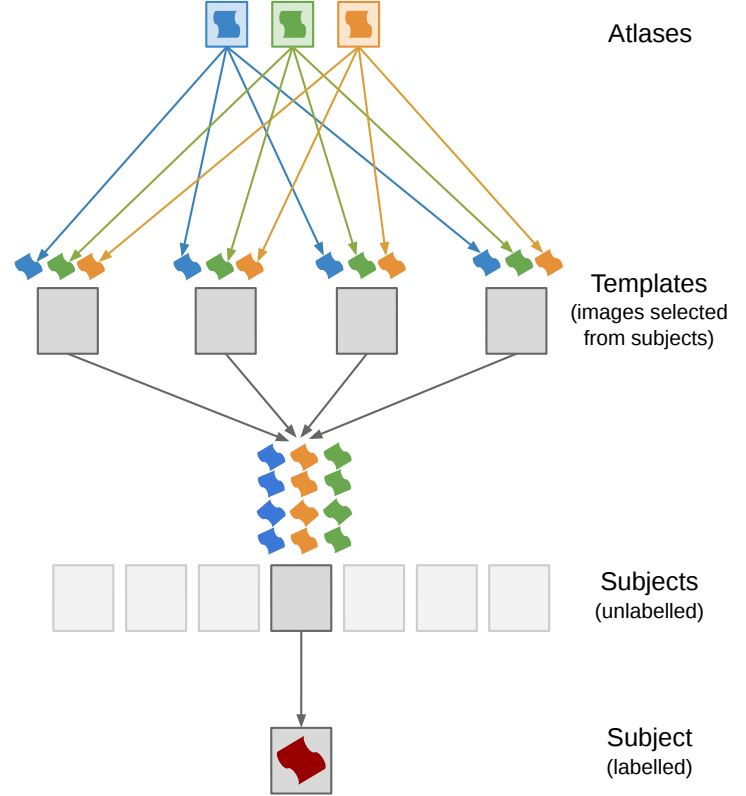 Atlases
Templates
(images selected
from subjects)
Subjects
(unlabelled)
Subject
(labelled)